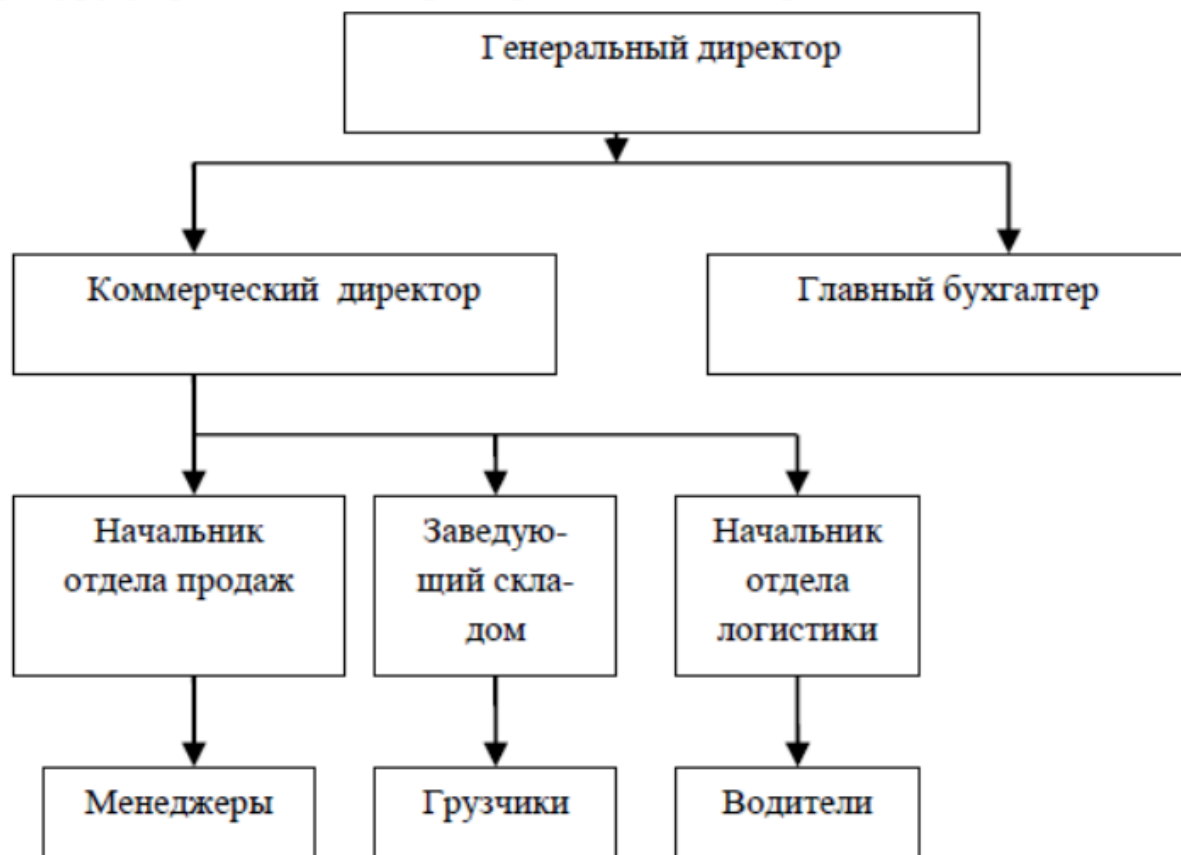 Генеральный директор
Коммерческий директор
Главный бухгалтер
Начальник
отдела продаж
Заведую-
щий скла-
дом
Начальник
отдела
логистики
Менеджеры
Грузчики
Водители